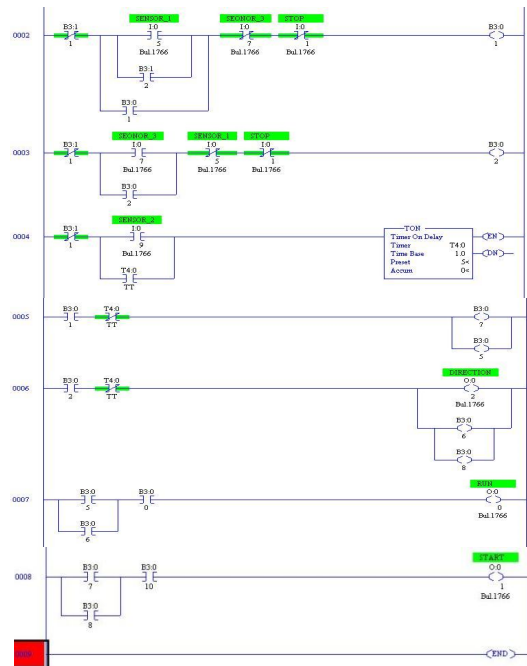 SENSOR_1 SEONOR_3 STOP
B3:1 I:0 I:0 I:0 B3:0
0002
1 5 7 1 1
Bul.1766 Bul.1766 Bul.1766
B3:1
2
B3:0
1
SEONOR_3 SENSOR_1 STOP
B3:1 I:0 I:0 I:0 B3:0
0003
1 7 5 1 2
Bul.1766 Bul.1766 Bul.1766
B3:0
2
SENSOR_2
B3:1 I:0 TON
0004
1 9 Timer On Delay EN
Bul.1766 Timer T4:0
T4:0 Time Base 1.0 DN
TT Preset 5<
Accum 0<
B3:0 T4:0 B3:0
0005
1 TT 7
B3:0
5
DIRECTION
B3:0 T4:0 O:0
0006
2 TT 2
Bul.1766
B3:0
6
B3:0
8
RUN
B3:0 B3:0 O:0
0007
5 0 0
B3:0 Bul.1766
6
START
B3:0 B3:0 O:0
0008
7 10 1
B3:0 Bul.1766
8
END